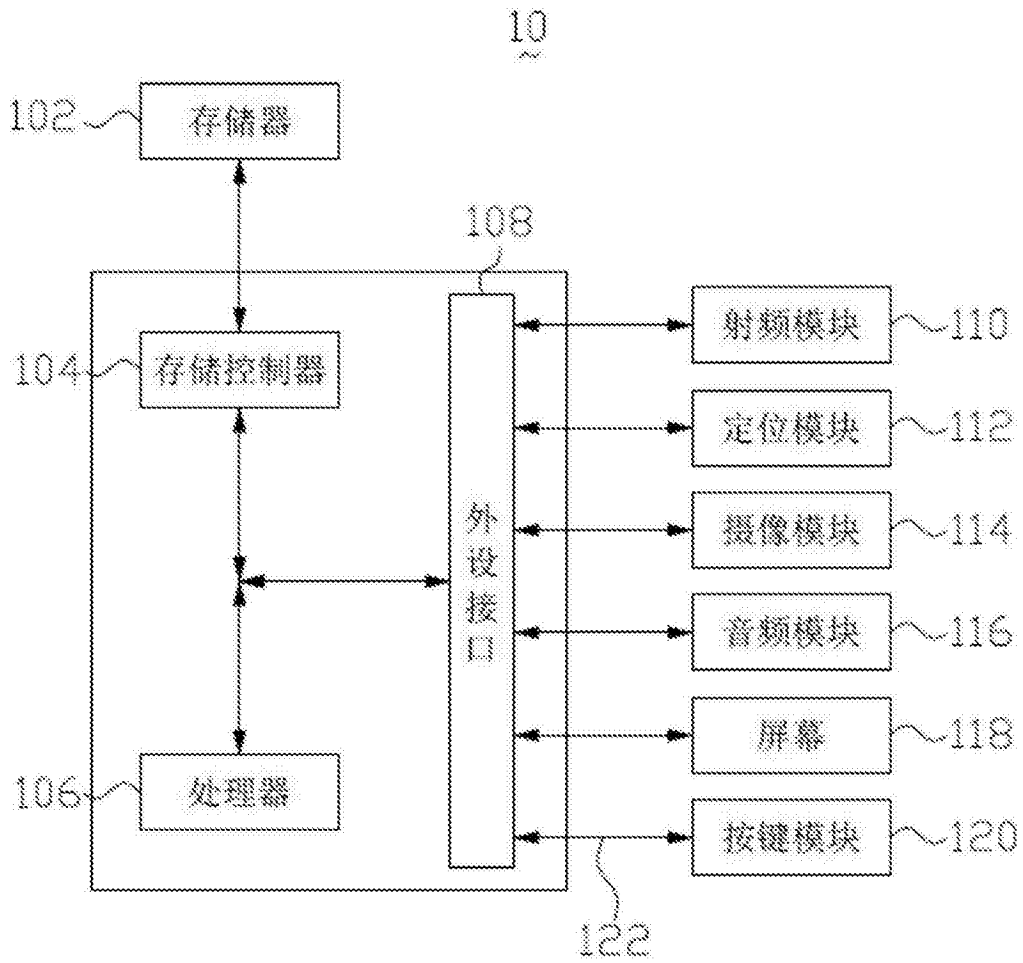 10
102
存储器
108
104
存储控制器
外设接口
106
处理器
射频模块
110
定位模块
112
摄像模块
114
音频模块
116
屏幕
118
按键模块
120
122